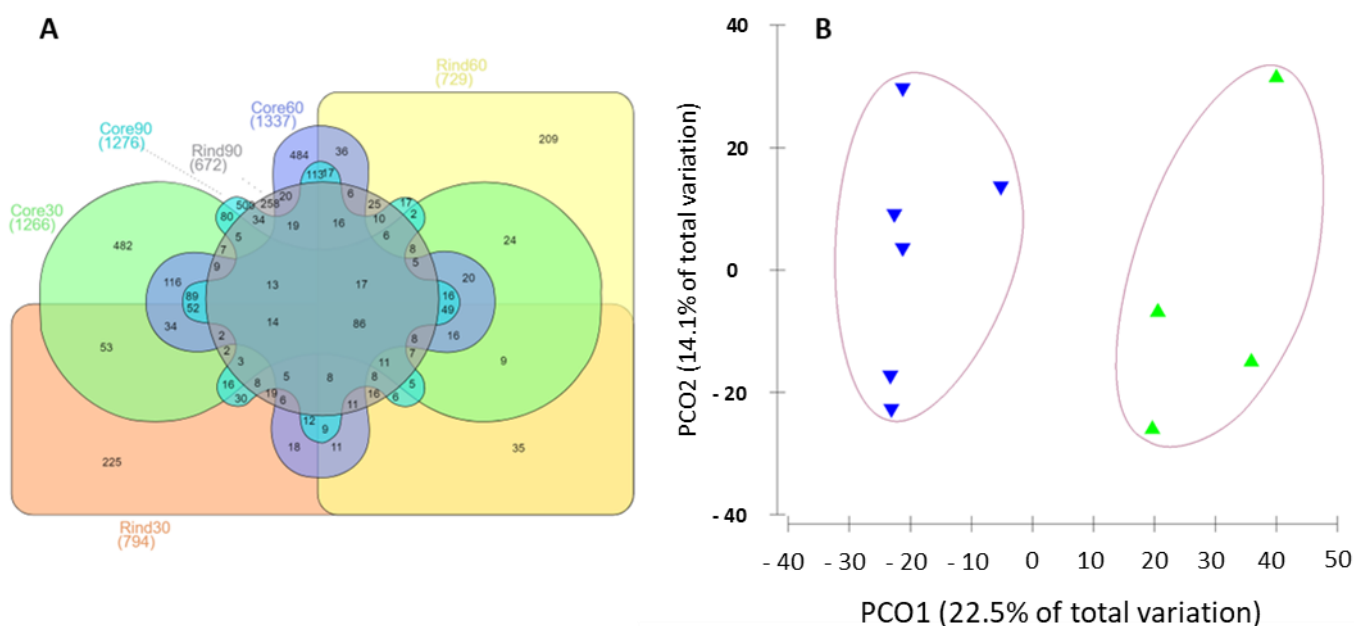 A
Rind60
(729)
Core60
(1337)
Core90
(1276)
Rind90
(672)
Core30
(1266)
209
484 36
113 17
20 6
503 258 25 17
80 34 19 16 10 2
5 6
7 8
9 5
482 24
116 20
13 17
89 16
52 49
34 14 86 16
2 8
2 7
53 3 11 9
16 8 5 8 8 5
30 19 6 11 16 6
12 9
18 11
35
225
Rind30
(794)
B
PCO2 (14.1% of total variation)
40
20
0
- 20
- 40
- 40 - 30 - 20 - 10 0 10 20 30 40 50
PCO1 (22.5% of total variation)